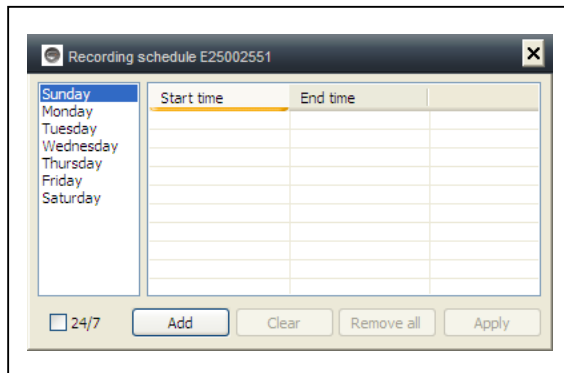 Recording schedule E25002551
Sunday
Monday
Tuesday
Wednesday
Thursday
Friday
Saturday
Start time End time
24/7 Add Clear Remove all Apply